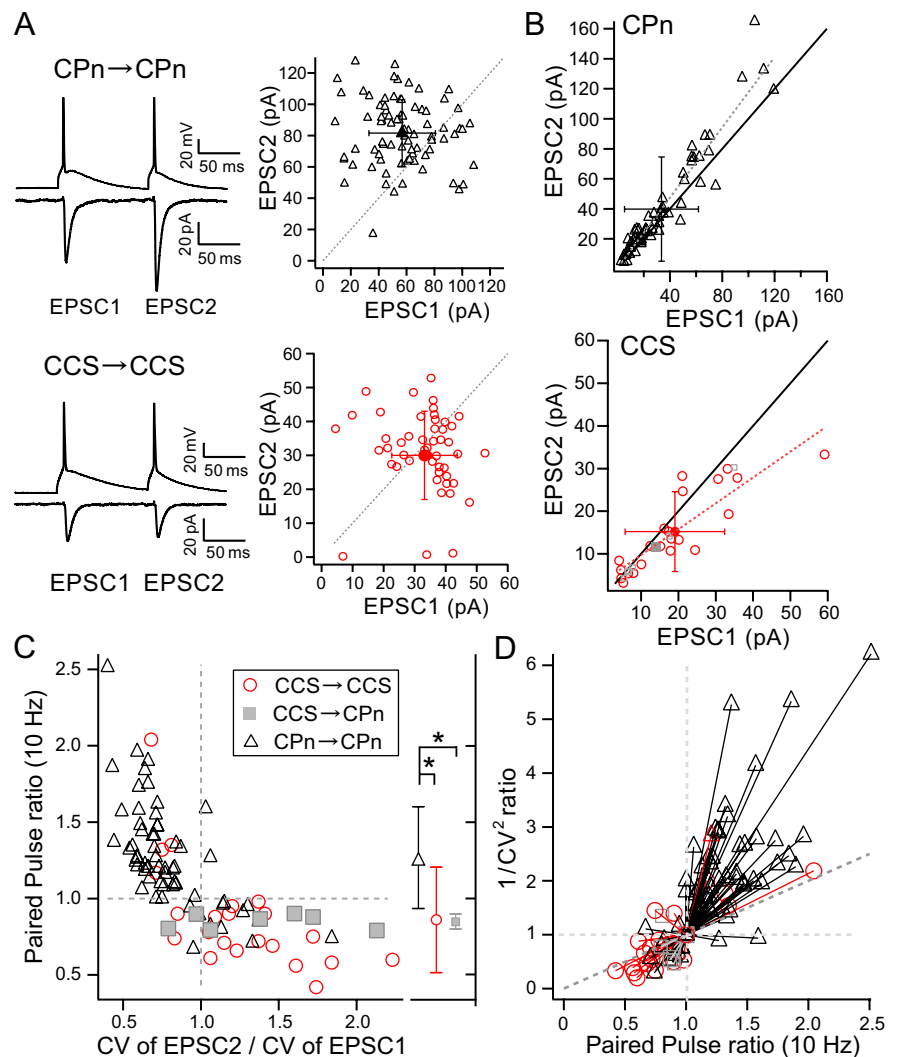 A
B
CPn→CPn
20 mV
50 ms
20 pA
50 ms
EPSC1 EPSC2
EPSC2 (pA)
120
100
80
60
40
20
0
0 20 40 60 80 100 120
EPSC1 (pA)
CPn
EPSC2 (pA)
160
140
120
100
80
60
40
20
40 80 120 160
EPSC1 (pA)
CCS→CCS
20 mV
50 ms
20 pA
50 ms
EPSC1 EPSC2
EPSC2 (pA)
60
50
40
30
20
10
0
0 10 20 30 40 50 60
EPSC1 (pA)
CCS
EPSC2 (pA)
60
50
40
30
20
10
10 20 30 40 50 60
EPSC1 (pA)
C
Paired Pulse ratio (10 Hz)
2.5
2.0
1.5
1.0
0.5
CCS→CCS
CCS→CPn
CPn→CPn
*
*
0.5 1.0 1.5 2.0
CV of EPSC2 / CV of EPSC1
D
1/CV² ratio
6
5
4
3
2
1
0
0 0.5 1.0 1.5 2.0 2.5
Paired Pulse ratio (10 Hz)